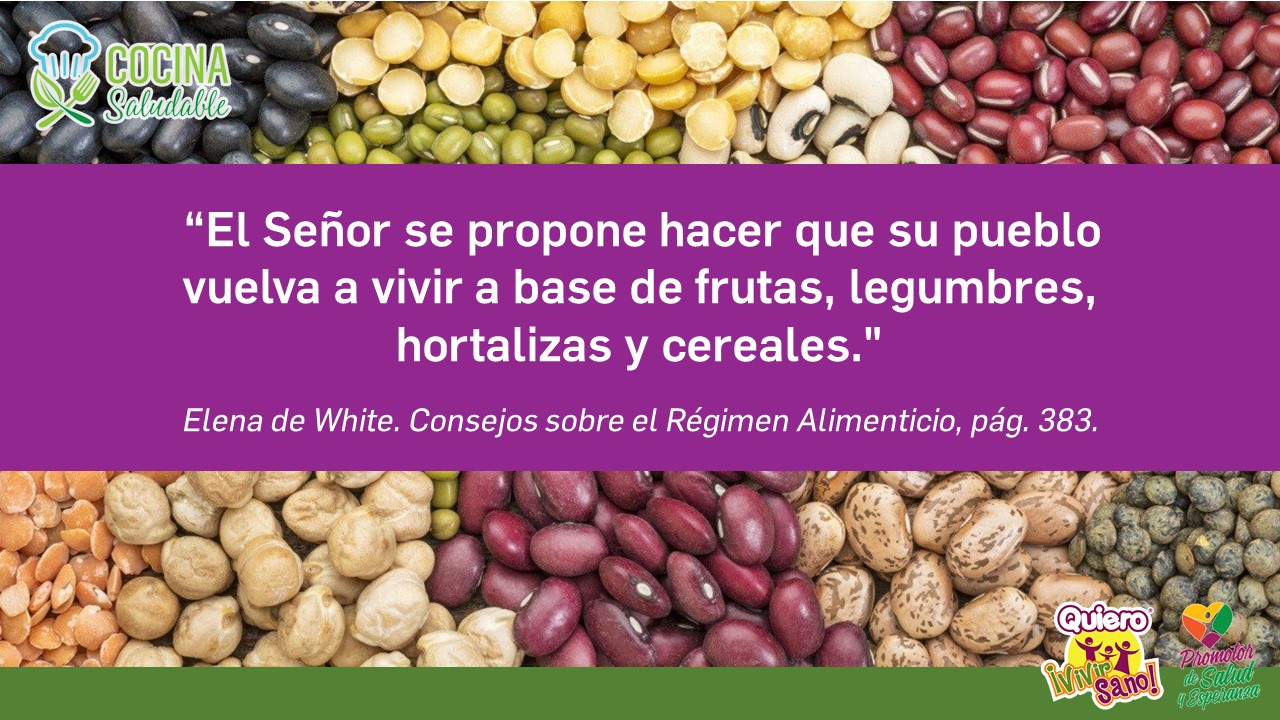 COCINA
Saludable
“El Señor se propone hacer que su pueblo
vuelva a vivir a base de frutas, legumbres,
hortalizas y cereales."
Elena de White. Consejos sobre el Régimen Alimenticio, pág. 383.
Quiero
¡Vivir
Sano!
Promotor
de Salud
y Esperanza